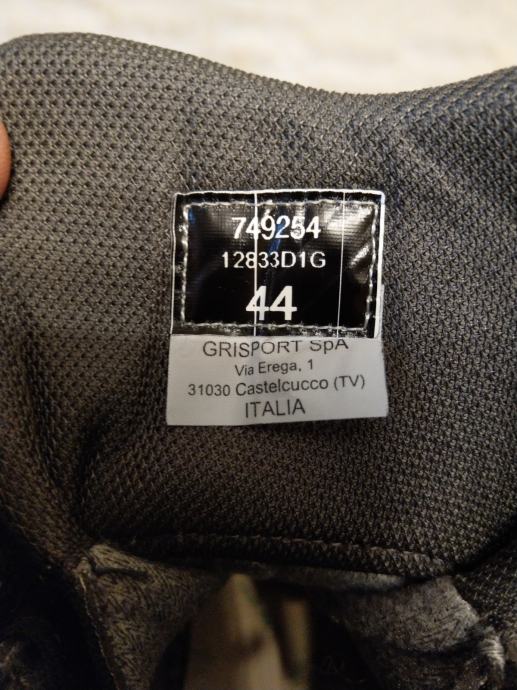 749254
12833D1G
44
GRISPORT SpA
Via Erega, 1
31030 Castelcucco (TV)
ITALIA